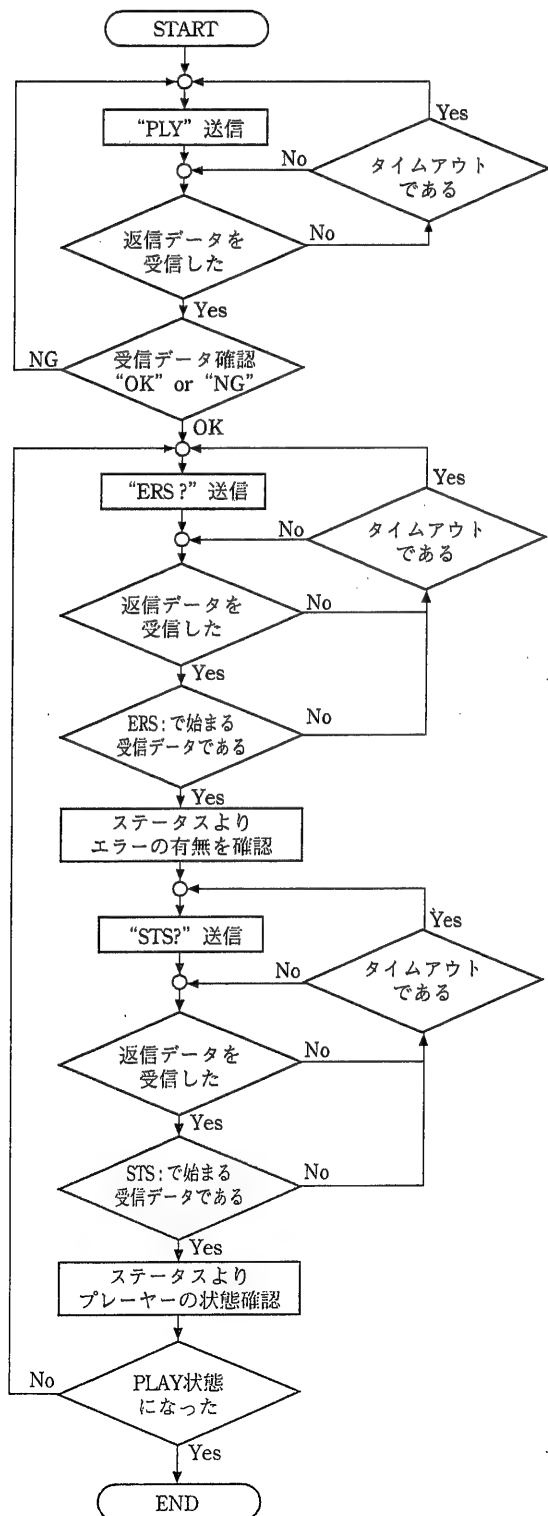 START
Yes
“PLY” 送信
No
タイムアウト
である
返信データを
受信した
No
Yes
NG
受信データ確認
“OK” or “NG”
OK
Yes
“ERS?” 送信
No
タイムアウト
である
返信データを
受信した
No
Yes
ERS:で始まる
受信データである
No
Yes
ステータスより
エラーの有無を確認
Yes
“STS?” 送信
No
タイムアウト
である
返信データを
受信した
No
Yes
STS:で始まる
受信データである
No
Yes
ステータスより
プレーヤーの状態確認
No
PLAY状態
になった
Yes
END